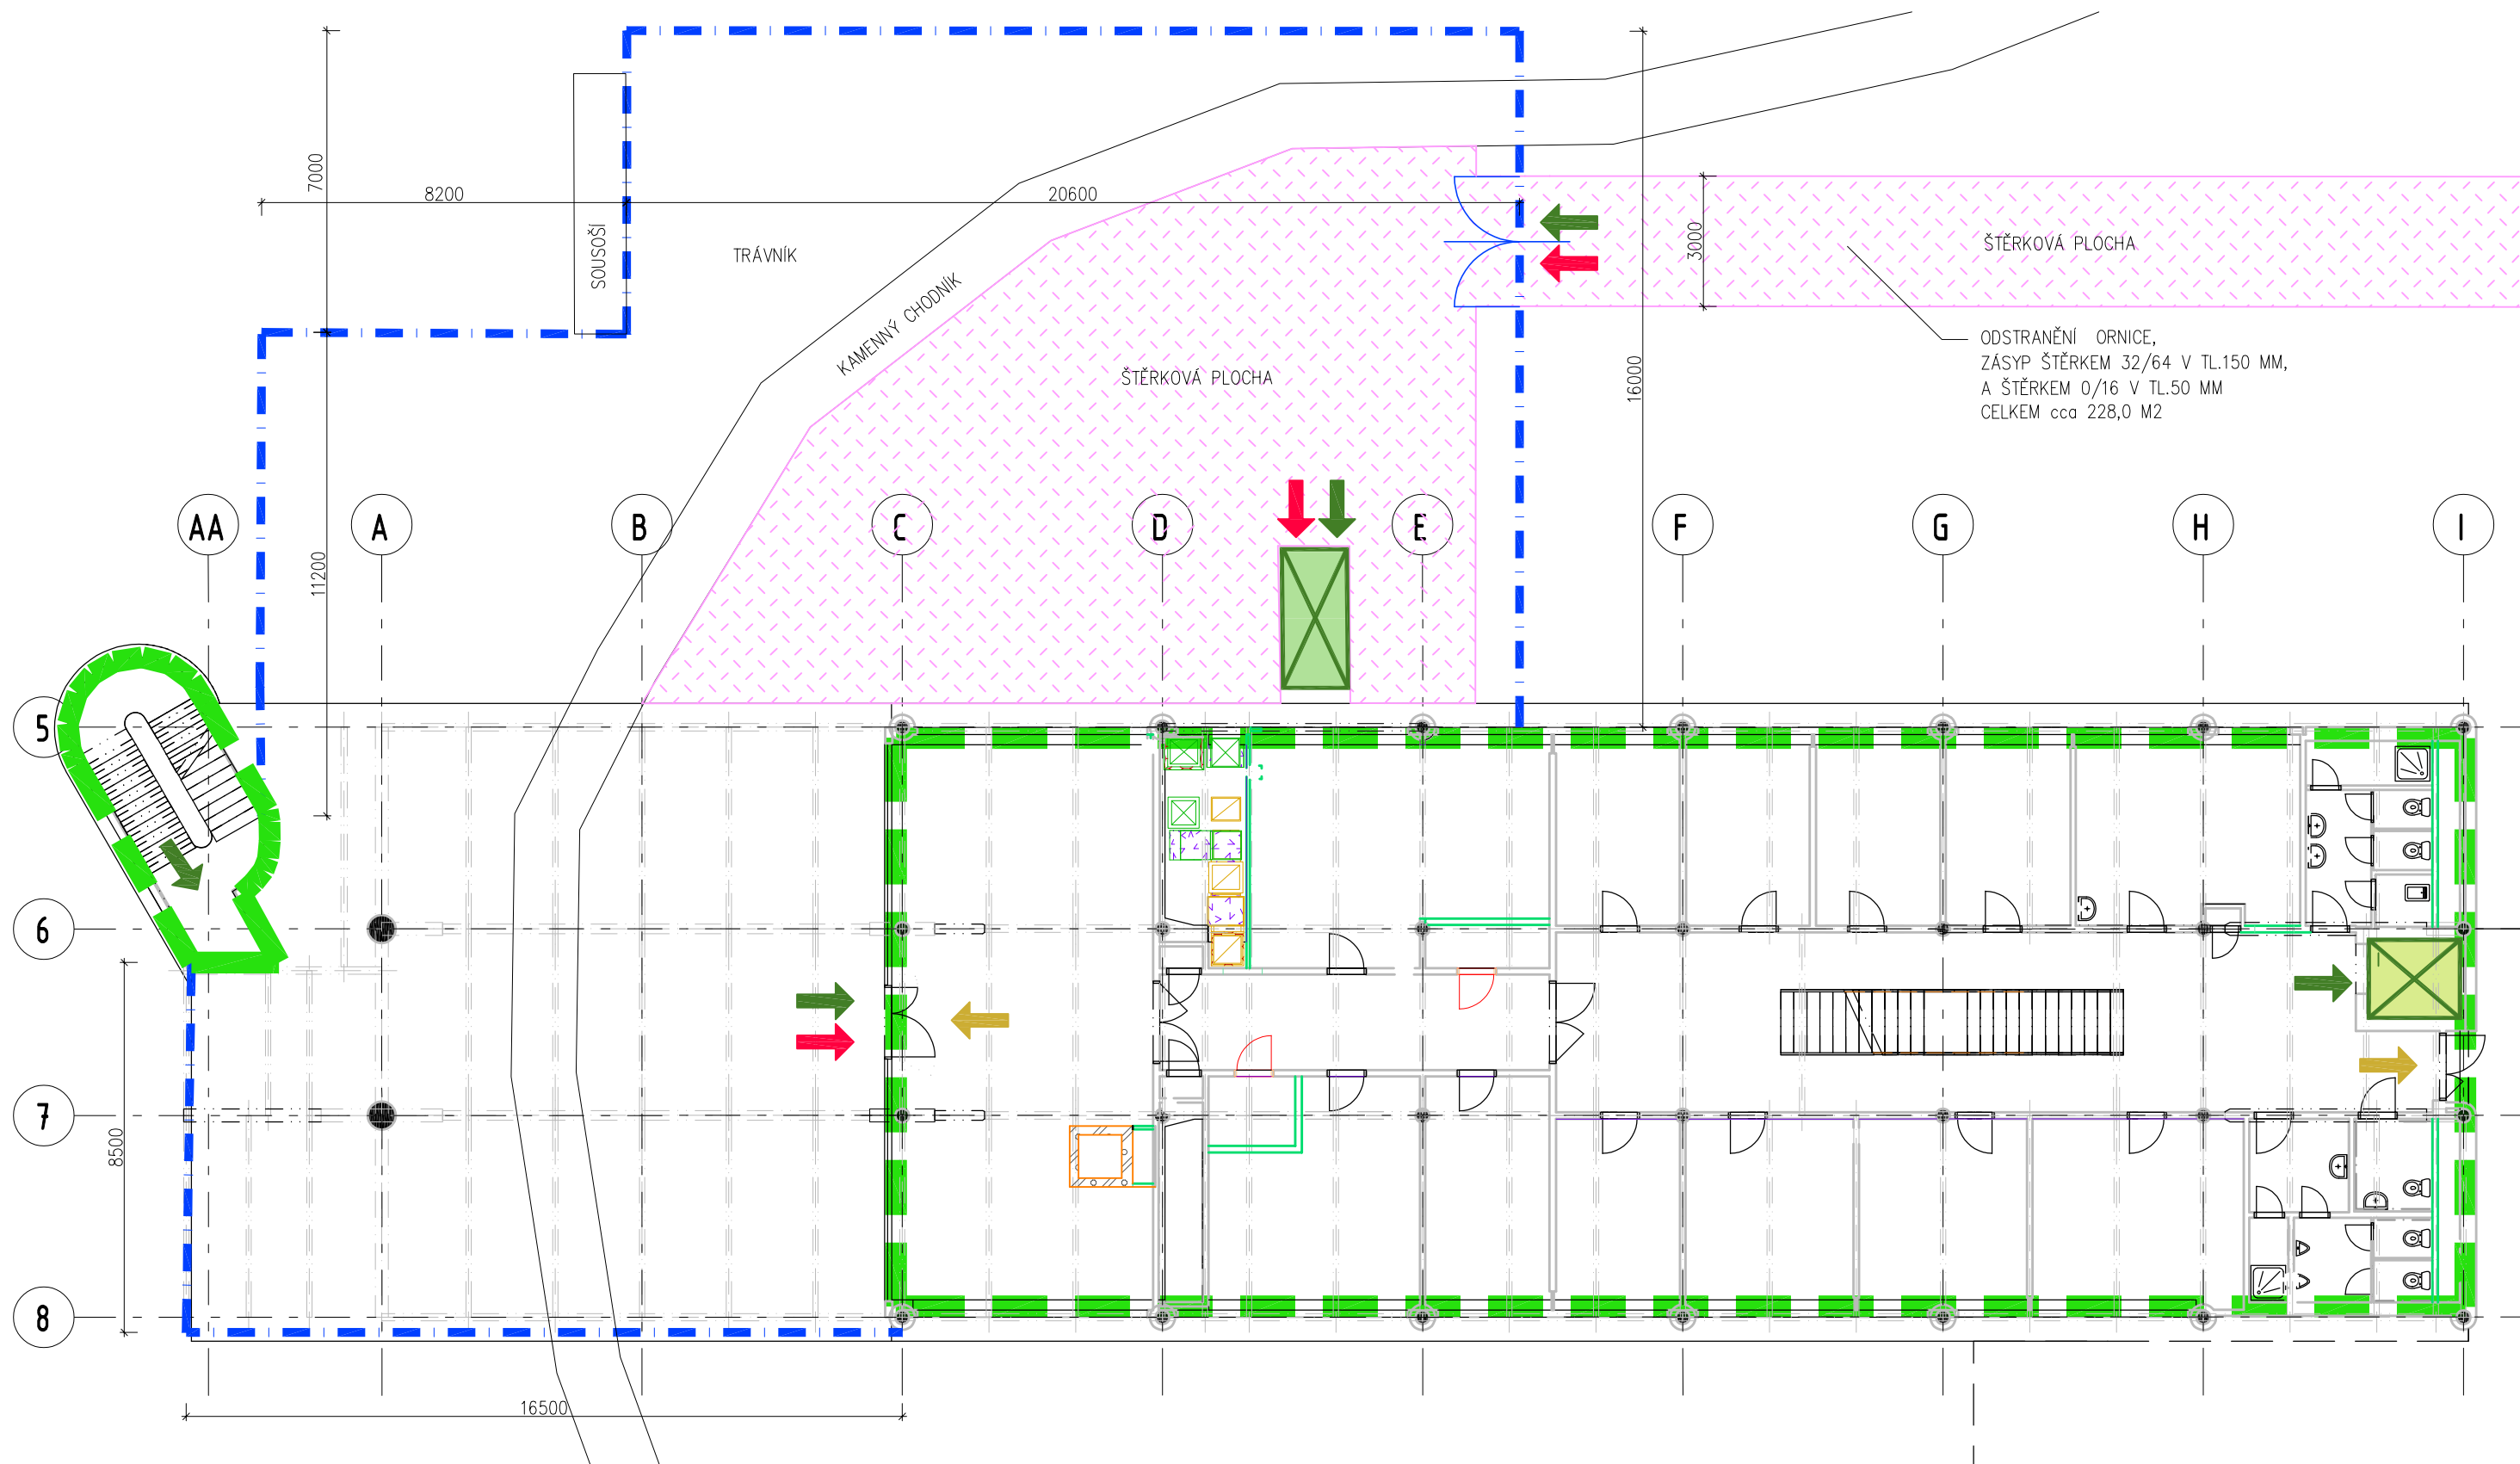 7000
8200
20600
SOUSOŠÍ
TRÁVNÍK
KAMENNÝ CHODNÍK
ŠTĚRKOVÁ PLOCHA
3000
ŠTĚRKOVÁ PLOCHA
16000
ODSTRANĚNÍ ORNICE,
ZÁSYP ŠTĚRKEM 32/64 V TL.150 MM,
A ŠTĚRKEM 0/16 V TL.50 MM
CELKEM cca 228,0 M2
11200
AA A B C D E F G H I
5
6
7
8
8500
16500